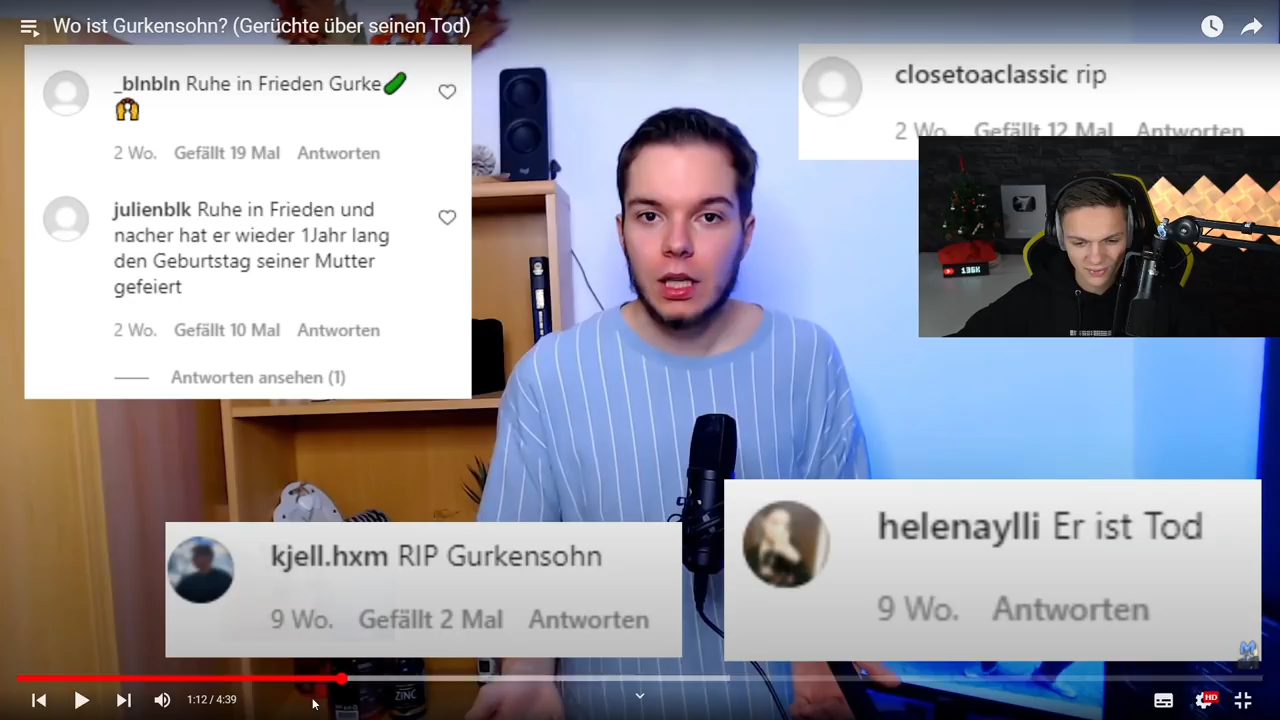 Wo ist Gurkensohn? (Gerüchte über seinen Tod)
_blnbln Ruhe in Frieden Gurke🥒
🙌
2 Wo. Gefällt 19 Mal Antworten
julienblk Ruhe in Frieden und
nacher hat er wieder 1Jahr lang
den Geburtstag seiner Mutter
gefeiert
2 Wo. Gefällt 10 Mal Antworten
Antworten ansehen (1)
closetoaclassic rip
2 Wo. Gefällt 12 Mal Antworten
136K
kjell.hxm RIP Gurkensohn
9 Wo. Gefällt 2 Mal Antworten
helenaylli Er ist Tod
9 Wo. Antworten
ZINC
1:12 / 4:39
HD